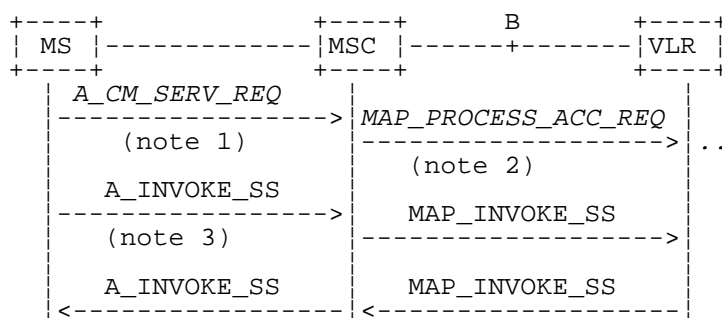 B
MS MSC VLR
A_CM_SERV_REQ
MAP_PROCESS_ACC_REQ
(note 1) ..
(note 2)
A_INVOKE_SS
MAP_INVOKE_SS
(note 3)
A_INVOKE_SS MAP_INVOKE_SS